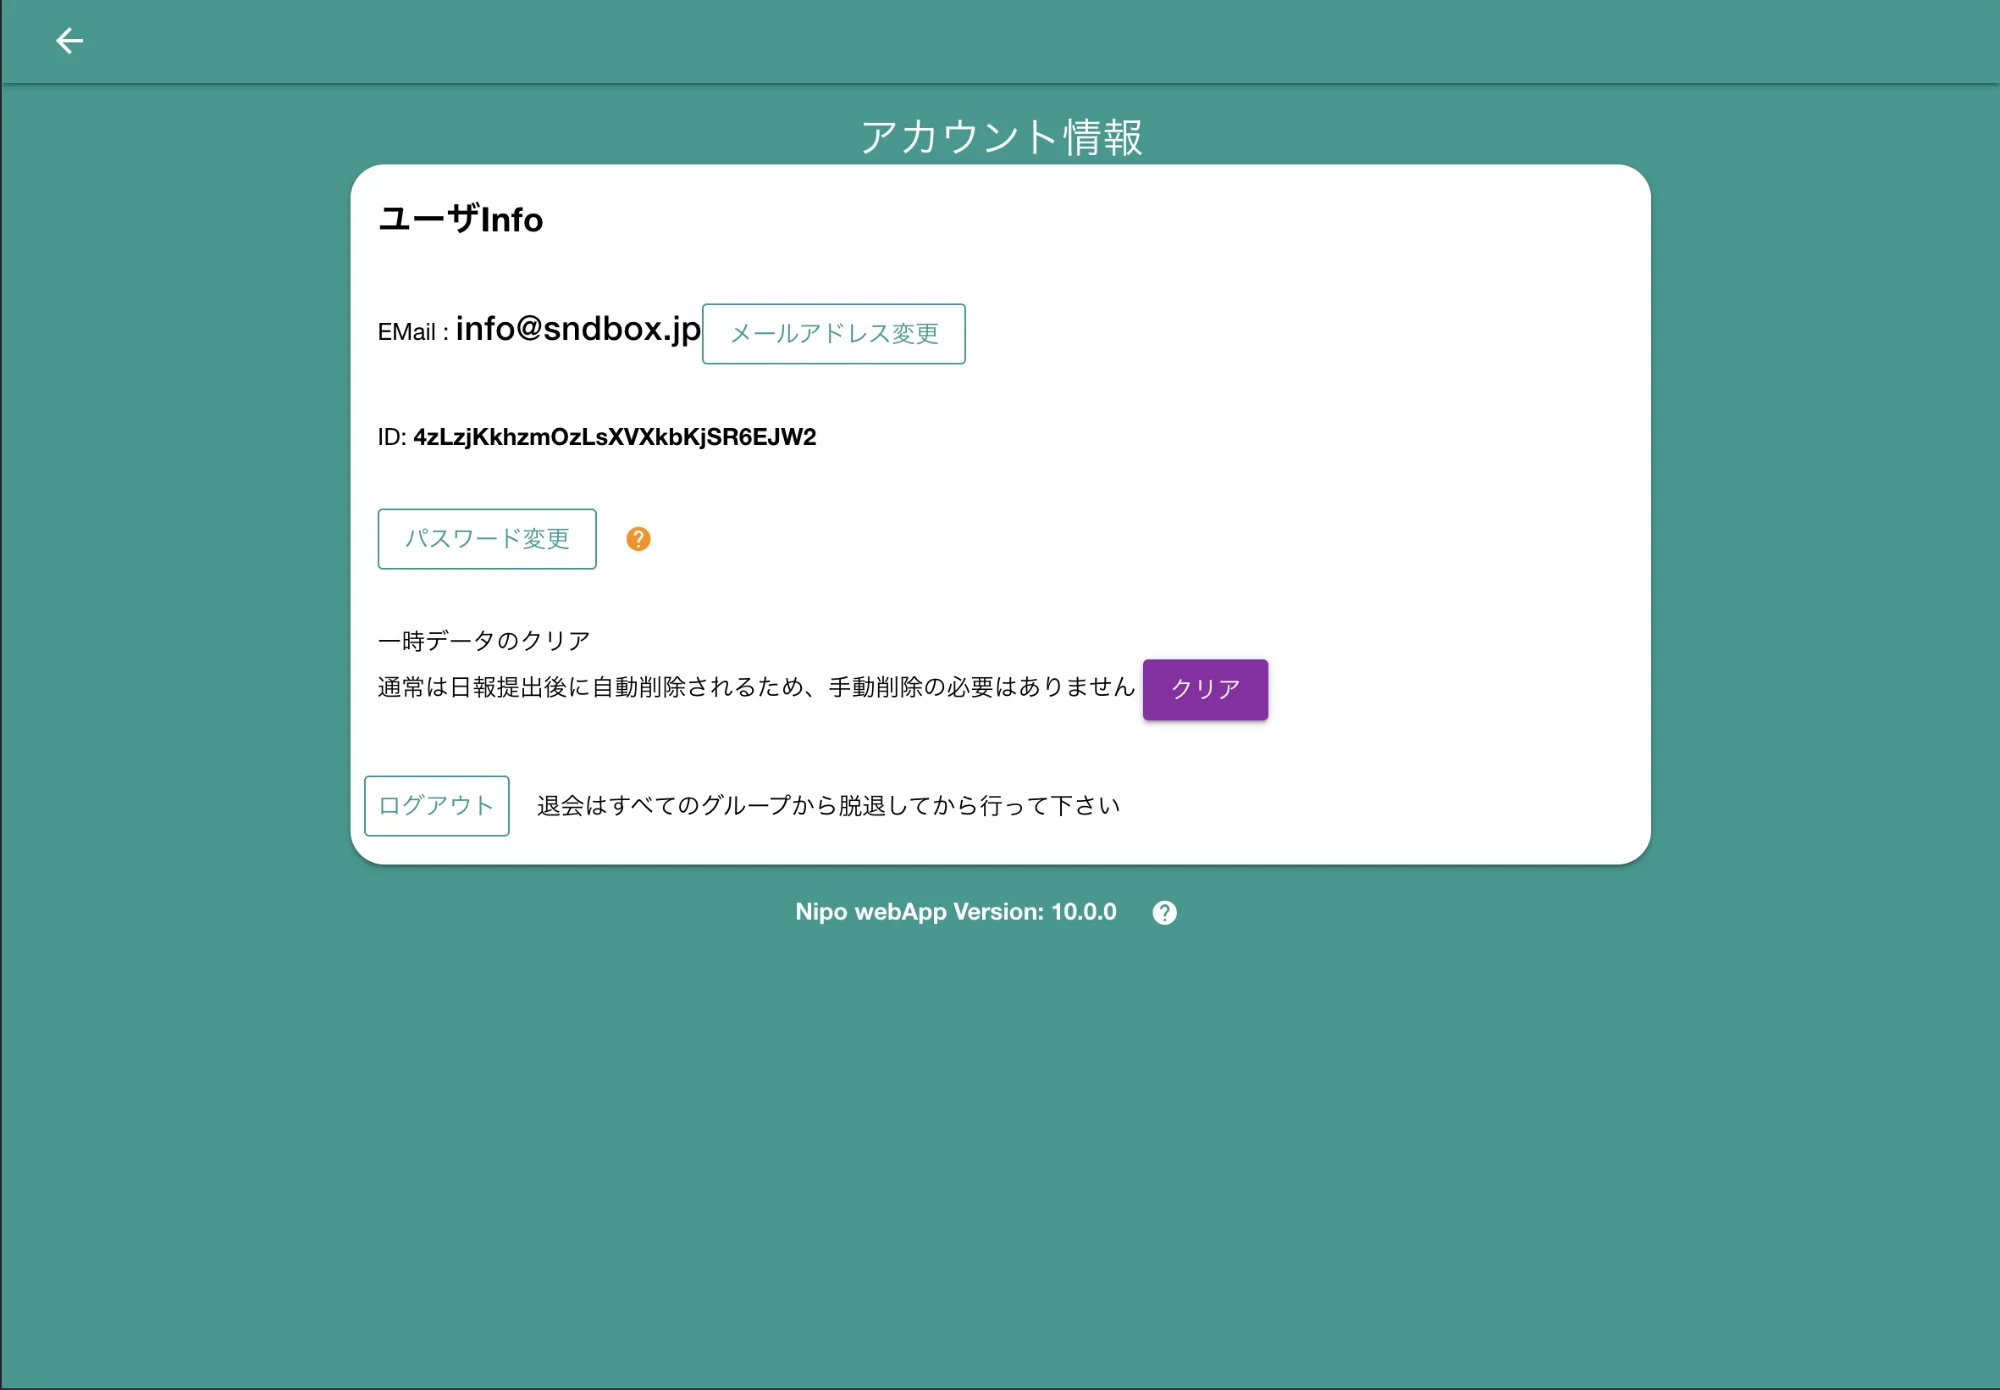 アカウント情報
ユーザInfo
EMail : info@sndbox.jp メールアドレス変更
ID: 4zLzjKkhzmOzLsXVXkbKjSR6EJW2
パスワード変更 ?
一時データのクリア
通常は日報提出後に自動削除されるため、手動削除の必要はありません クリア
ログアウト 退会はすべてのグループから脱退してから行って下さい
Nipo webApp Version: 10.0.0 ?